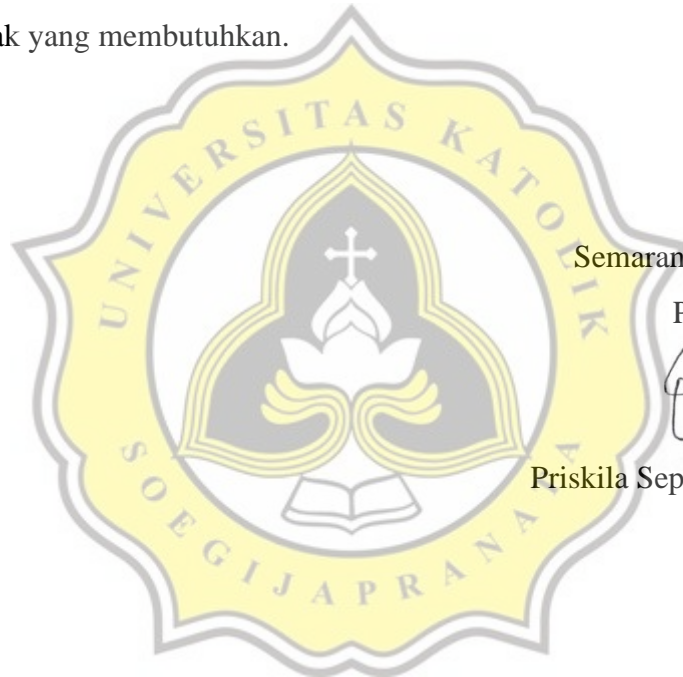 ak yang membutuhkan.
UNIVERSITAS KATOLIK
Semaran
P
Priskila Sep
SOEGIJAPRANATA